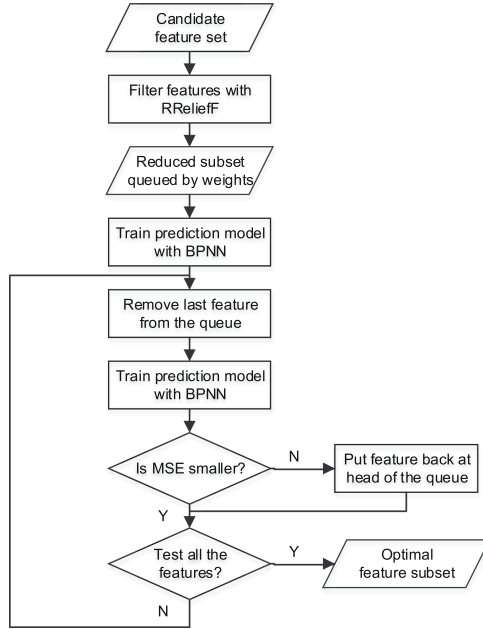 Candidate
feature set
Filter features with
RReliefF
Reduced subset
queued by weights
Train prediction model
with BPNN
Remove last feature
from the queue
Train prediction model
with BPNN
Is MSE smaller?
N
Put feature back at
head of the queue
Y
Test all the
features?
Y
Optimal
feature subset
N